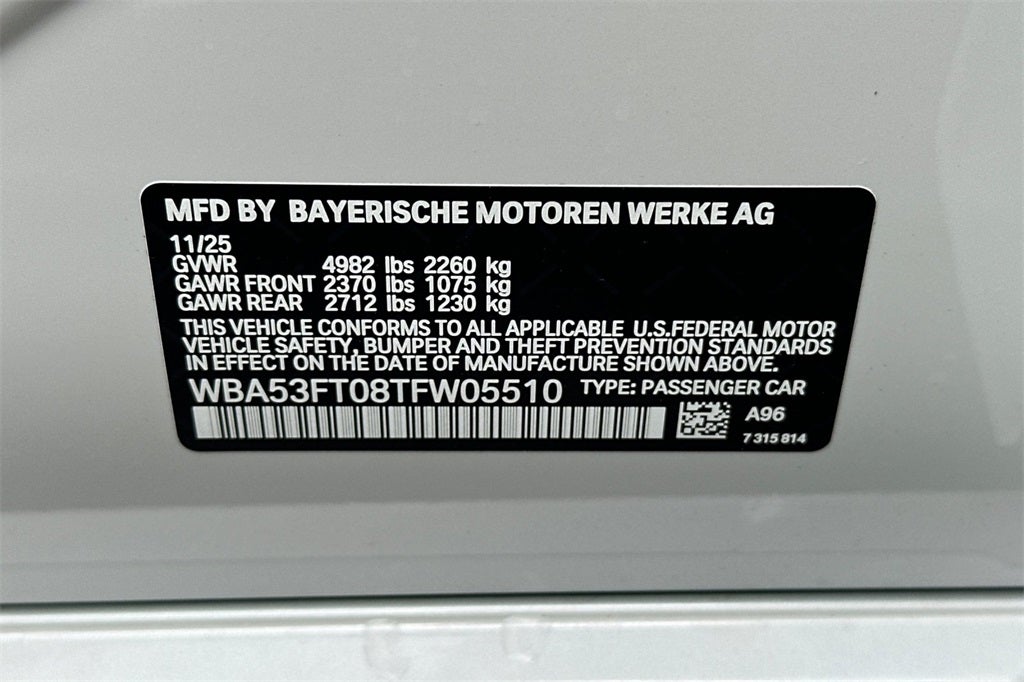 MFD BY BAYERISCHE MOTOREN WERKE AG
11/25
GVWR 4982 lbs 2260 kg
GAWR FRONT 2370 lbs 1075 kg
GAWR REAR 2712 lbs 1230 kg
THIS VEHICLE CONFORMS TO ALL APPLICABLE U.S.FEDERAL MOTOR
VEHICLE SAFETY, BUMPER AND THEFT PREVENTION STANDARDS
IN EFFECT ON THE DATE OF MANUFACTURE SHOWN ABOVE.
WBA53FT08TFW05510 TYPE: PASSENGER CAR
A96
7 315 814